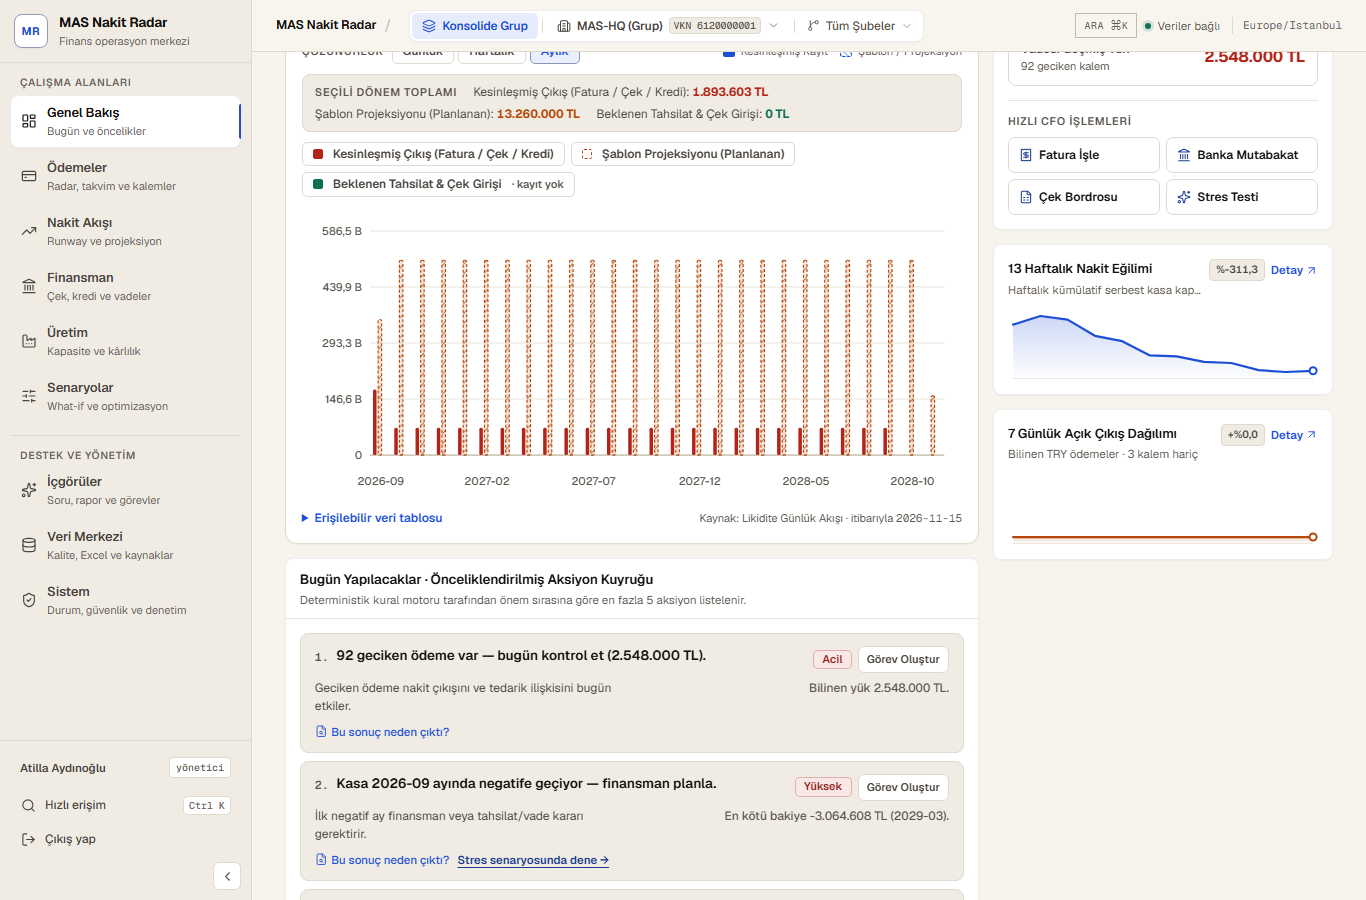 MR
MAS Nakit Radar
Finans operasyon merkezi
ÇALIŞMA ALANLARI
Genel Bakış
Bugün ve öncelikler
Ödemeler
Radar, takvim ve kalemler
Nakit Akışı
Runway ve projeksiyon
Finansman
Çek, kredi ve vadeler
Üretim
Kapasite ve kârlılık
Senaryolar
What-if ve optimizasyon
DESTEK VE YÖNETİM
İçgörüler
Soru, rapor ve görevler
Veri Merkezi
Kalite, Excel ve kaynaklar
Sistem
Durum, güvenlik ve denetim
Atilla Aydınoğlu yönetici
Hızlı erişim Ctrl K
Çıkış yap
MAS Nakit Radar / Konsolide Grup MAS-HQ (Grup) VKN 6120000001 Tüm Şubeler ARA ⌘K Veriler bağlı Europe/Istanbul
ÇÖZÜNÜRLÜK Günlük Haftalık Aylık Kesinleşmiş Kayıt Şablon / Projeksiyon
SEÇİLİ DÖNEM TOPLAMI Kesinleşmiş Çıkış (Fatura / Çek / Kredi): 1.893.603 TL
Şablon Projeksiyonu (Planlanan): 13.260.000 TL Beklenen Tahsilat & Çek Girişi: 0 TL
Kesinleşmiş Çıkış (Fatura / Çek / Kredi) Şablon Projeksiyonu (Planlanan)
Beklenen Tahsilat & Çek Girişi · kayıt yok
586,5 B
439,9 B
293,3 B
146,6 B
0
2026-09 2027-02 2027-07 2027-12 2028-05 2028-10
Erişilebilir veri tablosu
Kaynak: Likidite Günlük Akışı · itibarıyla 2026-11-15
Bugün Yapılacaklar · Önceliklendirilmiş Aksiyon Kuyruğu
Deterministik kural motoru tarafından önem sırasına göre en fazla 5 aksiyon listelenir.
1. 92 geciken ödeme var — bugün kontrol et (2.548.000 TL). Acil Görev Oluştur
Geciken ödeme nakit çıkışını ve tedarik ilişkisini bugün
etkiler.
Bilinen yük 2.548.000 TL.
Bu sonuç neden çıktı?
2. Kasa 2026-09 ayında negatife geçiyor — finansman planla. Yüksek Görev Oluştur
İlk negatif ay finansman veya tahsilat/vade kararı
gerektirir.
En kötü bakiye -3.064.608 TL (2029-03).
Bu sonuç neden çıktı? Stres senaryosunda dene →
2.548.000 TL
92 geciken kalem
HIZLI CFO İŞLEMLERİ
Fatura İşle
Banka Mutabakat
Çek Bordrosu
Stres Testi
13 Haftalık Nakit Eğilimi %-311,3 Detay
Haftalık kümülatif serbest kasa kap...
7 Günlük Açık Çıkış Dağılımı +%0,0 Detay
Bilinen TRY ödemeler · 3 kalem hariç